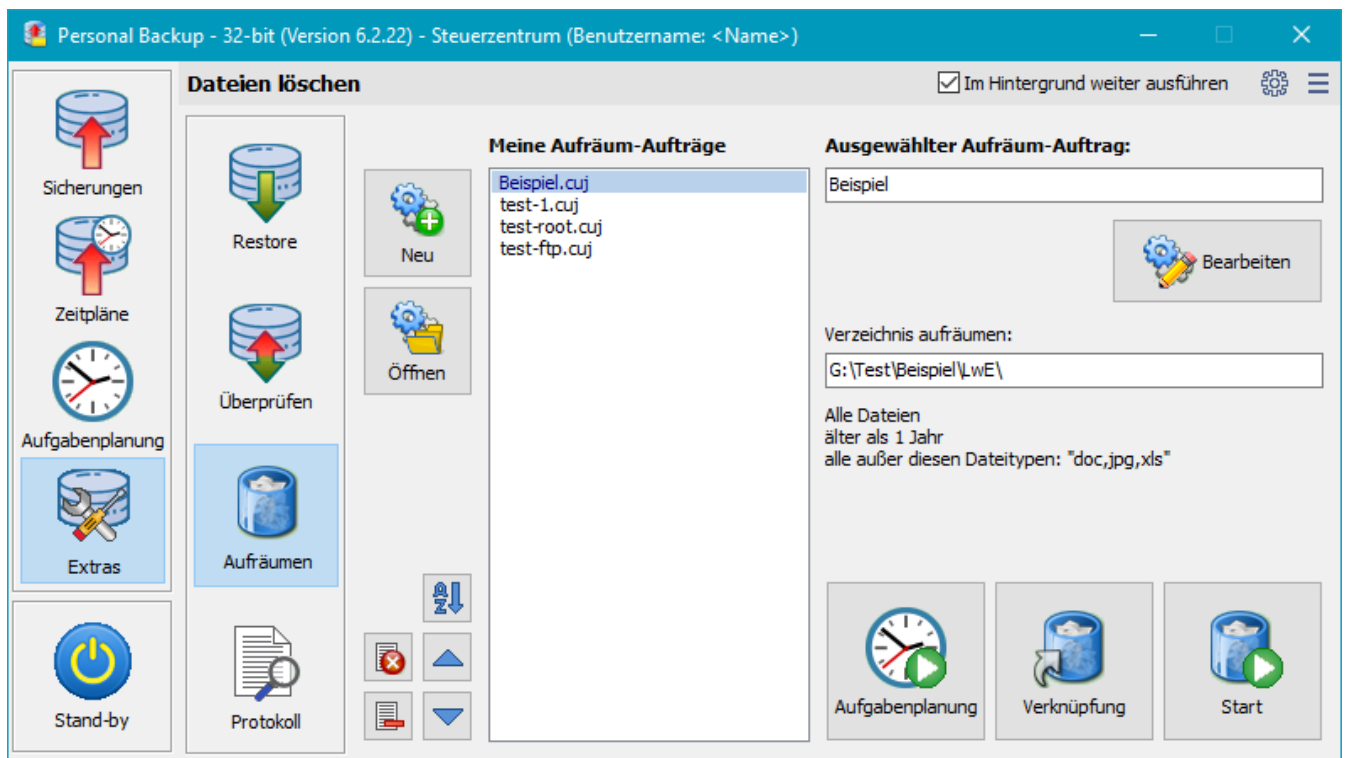 Personal Backup - 32-bit (Version 6.2.22) - Steuerzentrum (Benutzername: <Name>)
Dateien löschen
Im Hintergrund weiter ausführen
Sicherungen
Zeitpläne
Aufgabenplanung
Extras
Stand-by
Restore
Überprüfen
Aufräumen
Protokoll
Neu
Öffnen
Meine Aufräum-Aufträge
Beispiel.cuj
test-1.cuj
test-root.cuj
test-ftp.cuj
Ausgewählter Aufräum-Auftrag:
Beispiel
Bearbeiten
Verzeichnis aufräumen:
G:\Test\Beispiel\LwE\
Alle Dateien
älter als 1 Jahr
alle außer diesen Dateitypen: "doc,jpg,xls"
Aufgabenplanung
Verknüpfung
Start